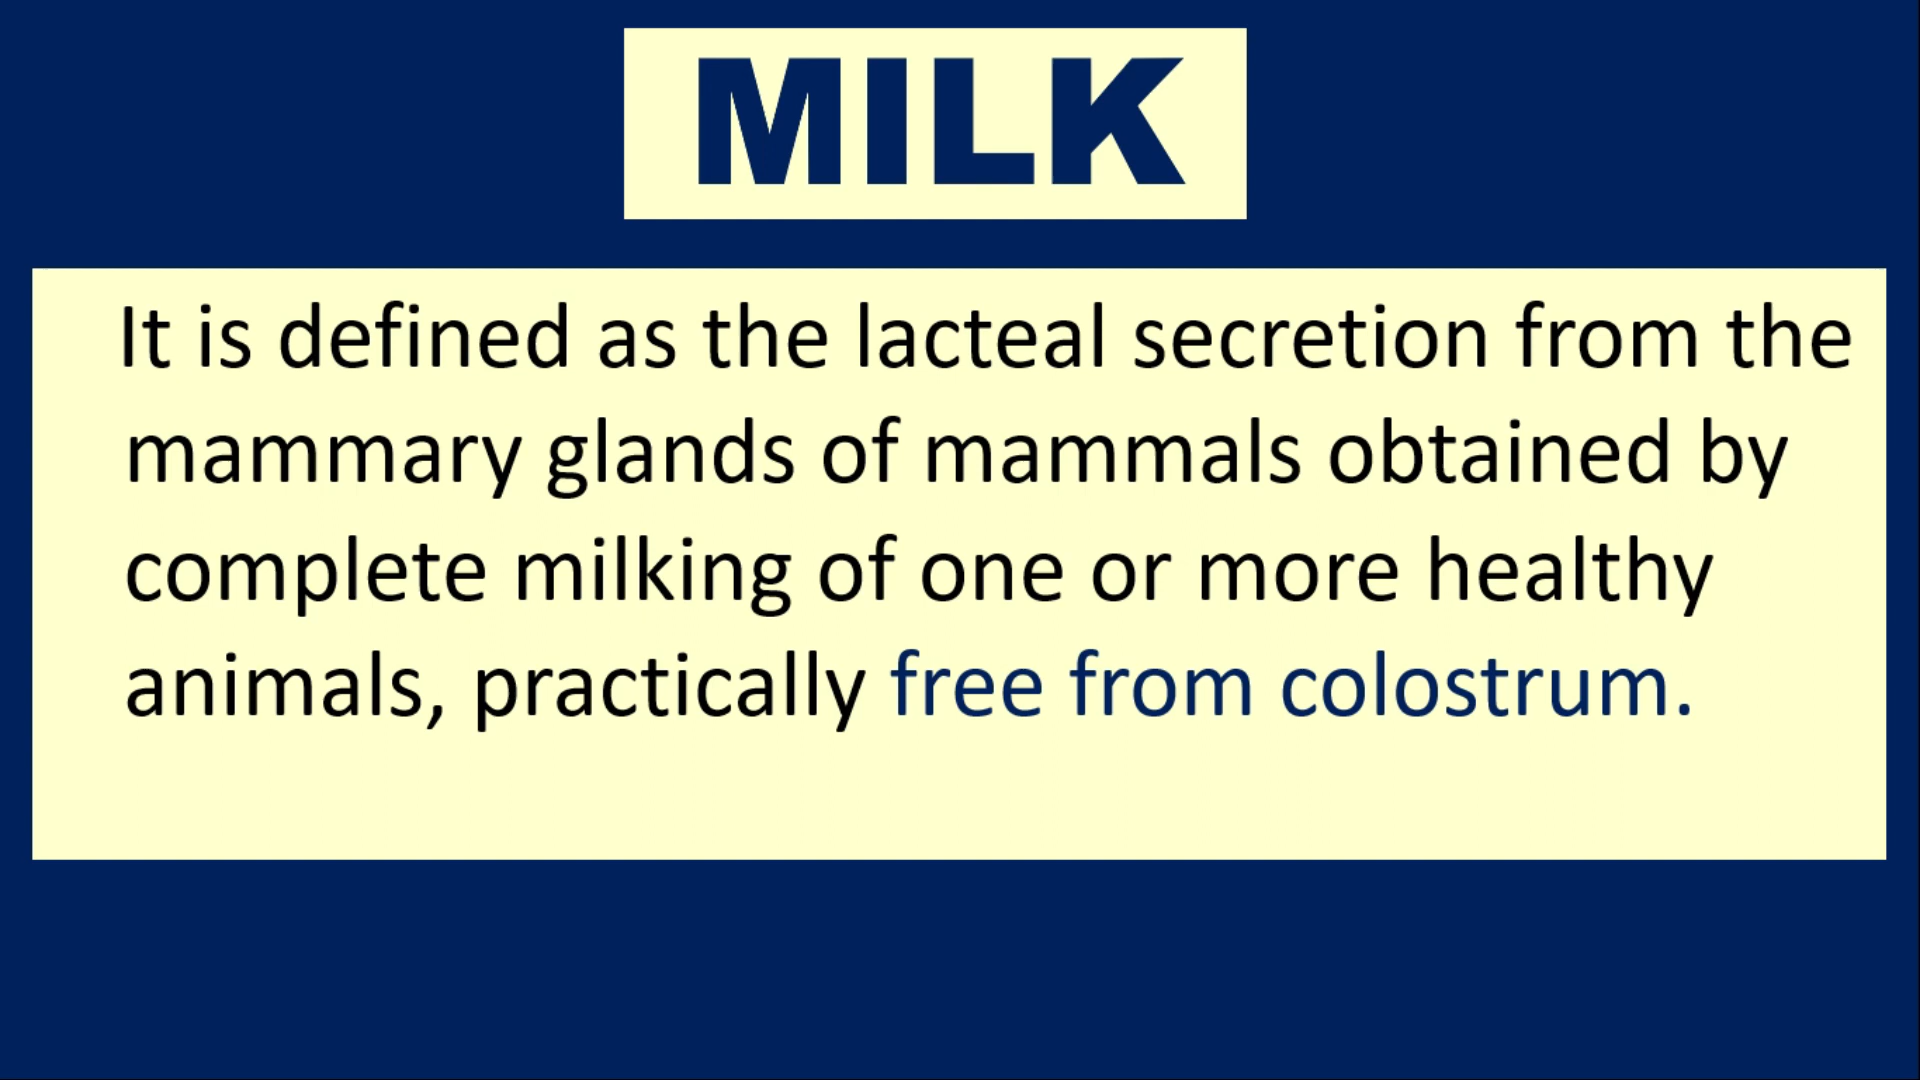 MILK
It is defined as the lacteal secretion from the
mammary glands of mammals obtained by
complete milking of one or more healthy
animals, practically free from colostrum.